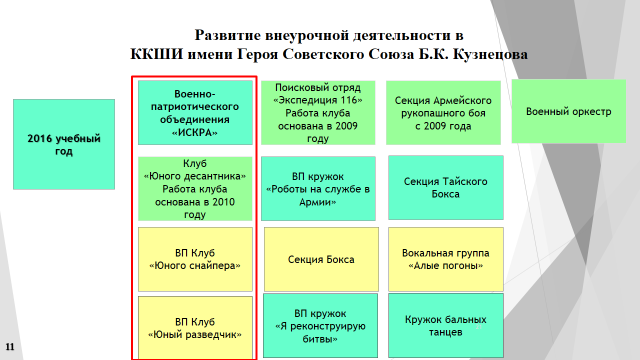 Развитие внеурочной деятельности в
ККШИ имени Героя Советского Союза Б.К. Кузнецова
2016 учебный
год
Военно-
патриотического
объединения
«ИСКРА»
Поисковый отряд
«Экспедиция 116»
Работа клуба
основана в 2009
году
Секция Армейского
рукопашного боя
с 2009 года
Военный оркестр
Клуб
«Юного десантника»
Работа клуба
основана в 2010
году
ВП кружок
«Роботы на службе в
Армии»
Секция Тайского
Бокса
ВП Клуб
«Юного снайпера»
Секция Бокса
Вокальная группа
«Алые погоны»
ВП Клуб
«Юный разведчик»
ВП кружок
«Я реконструирую
битвы»
Кружок бальных
танцев
11